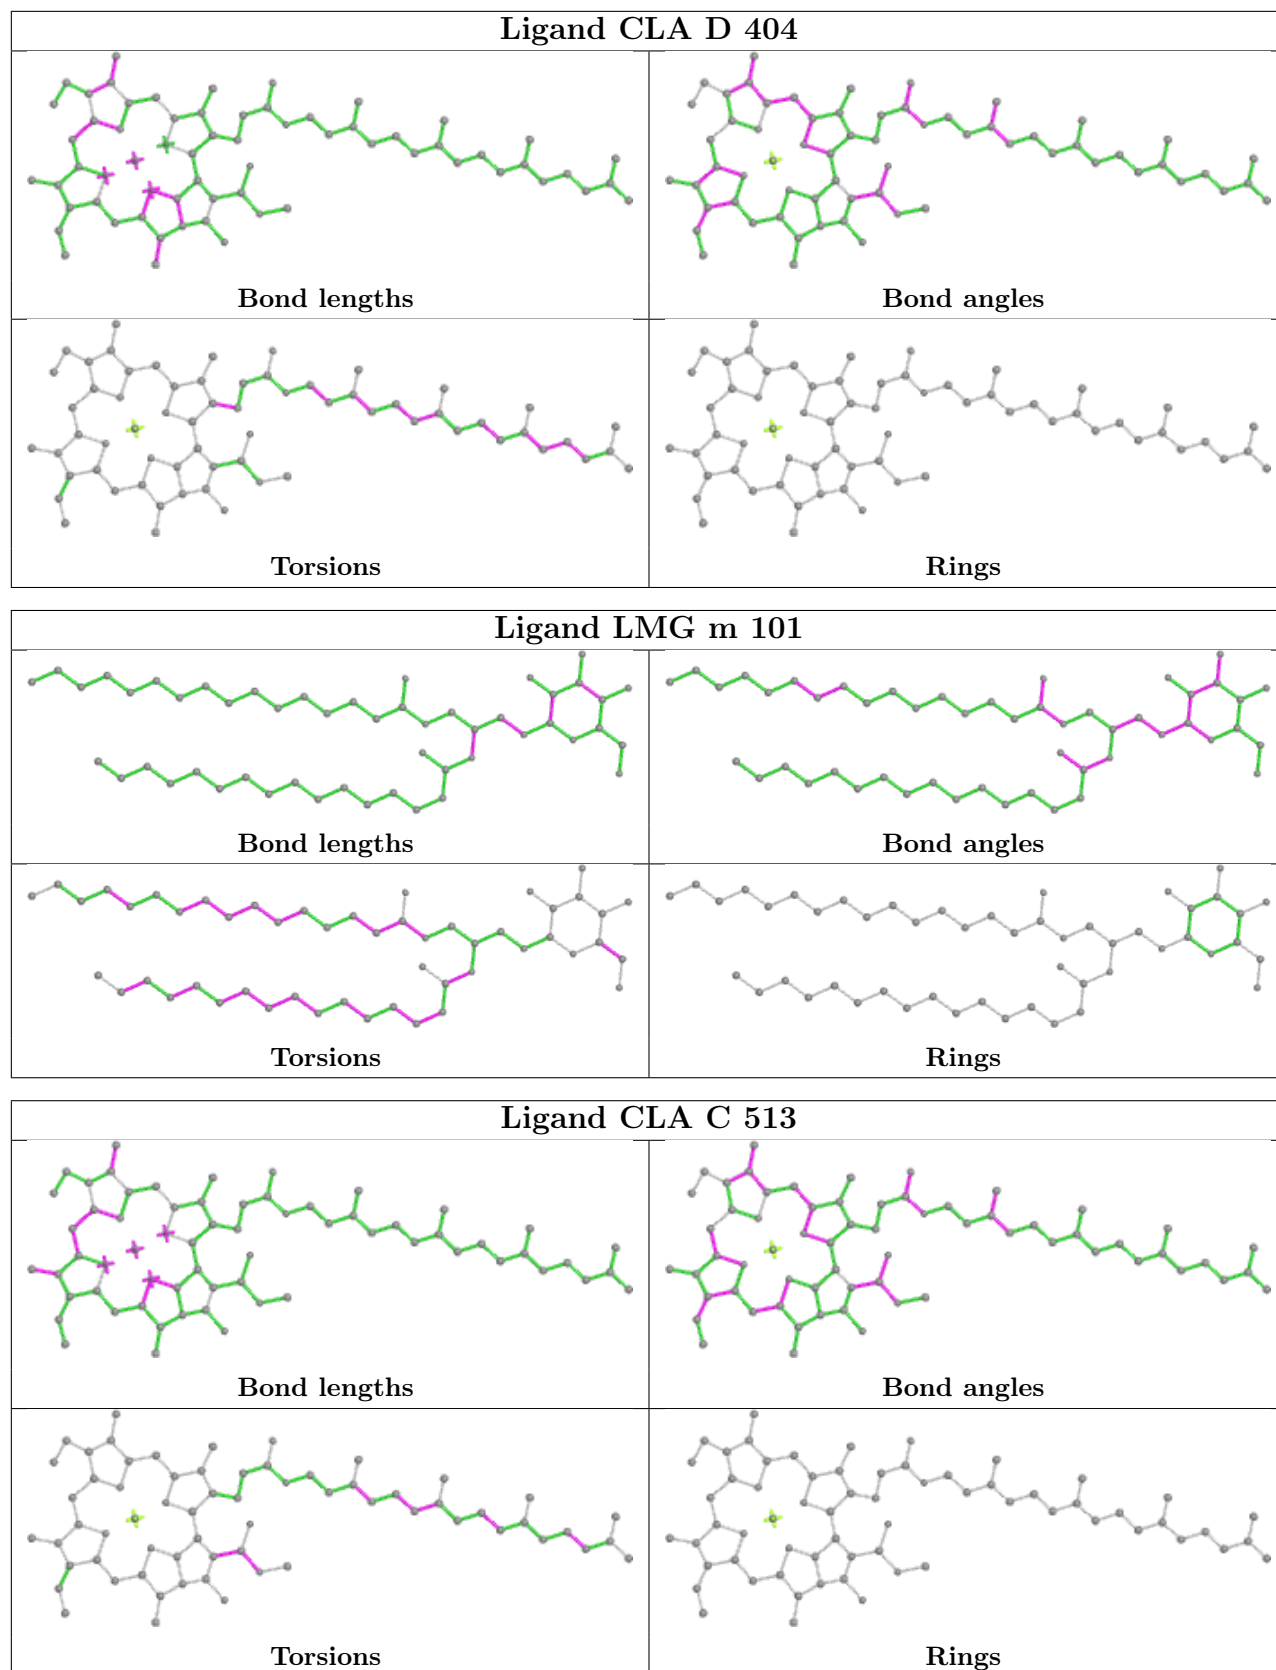 Ligand CLA D 404
Bond lengths
Bond angles
Torsions
Rings
Ligand LMG m 101
Bond lengths
Bond angles
Torsions
Rings
Ligand CLA C 513
Bond lengths
Bond angles
Torsions
Rings